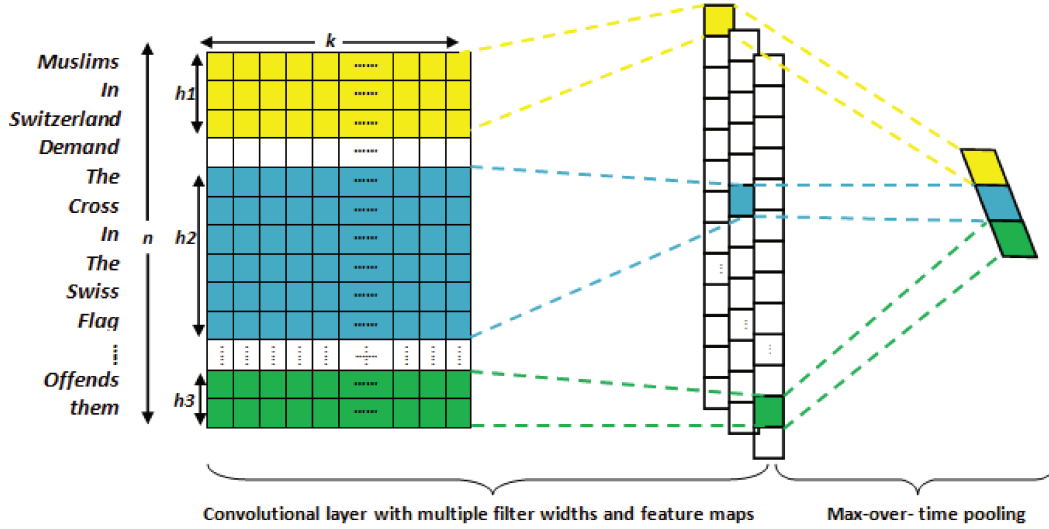 k
Muslims
In
Switzerland
Demand
The
Cross
In
The
Swiss
Flaq
Offends
them
n
h1
h2
h3
Convolutional layer with multiple filter widths and feature maps
Max-over- time pooling